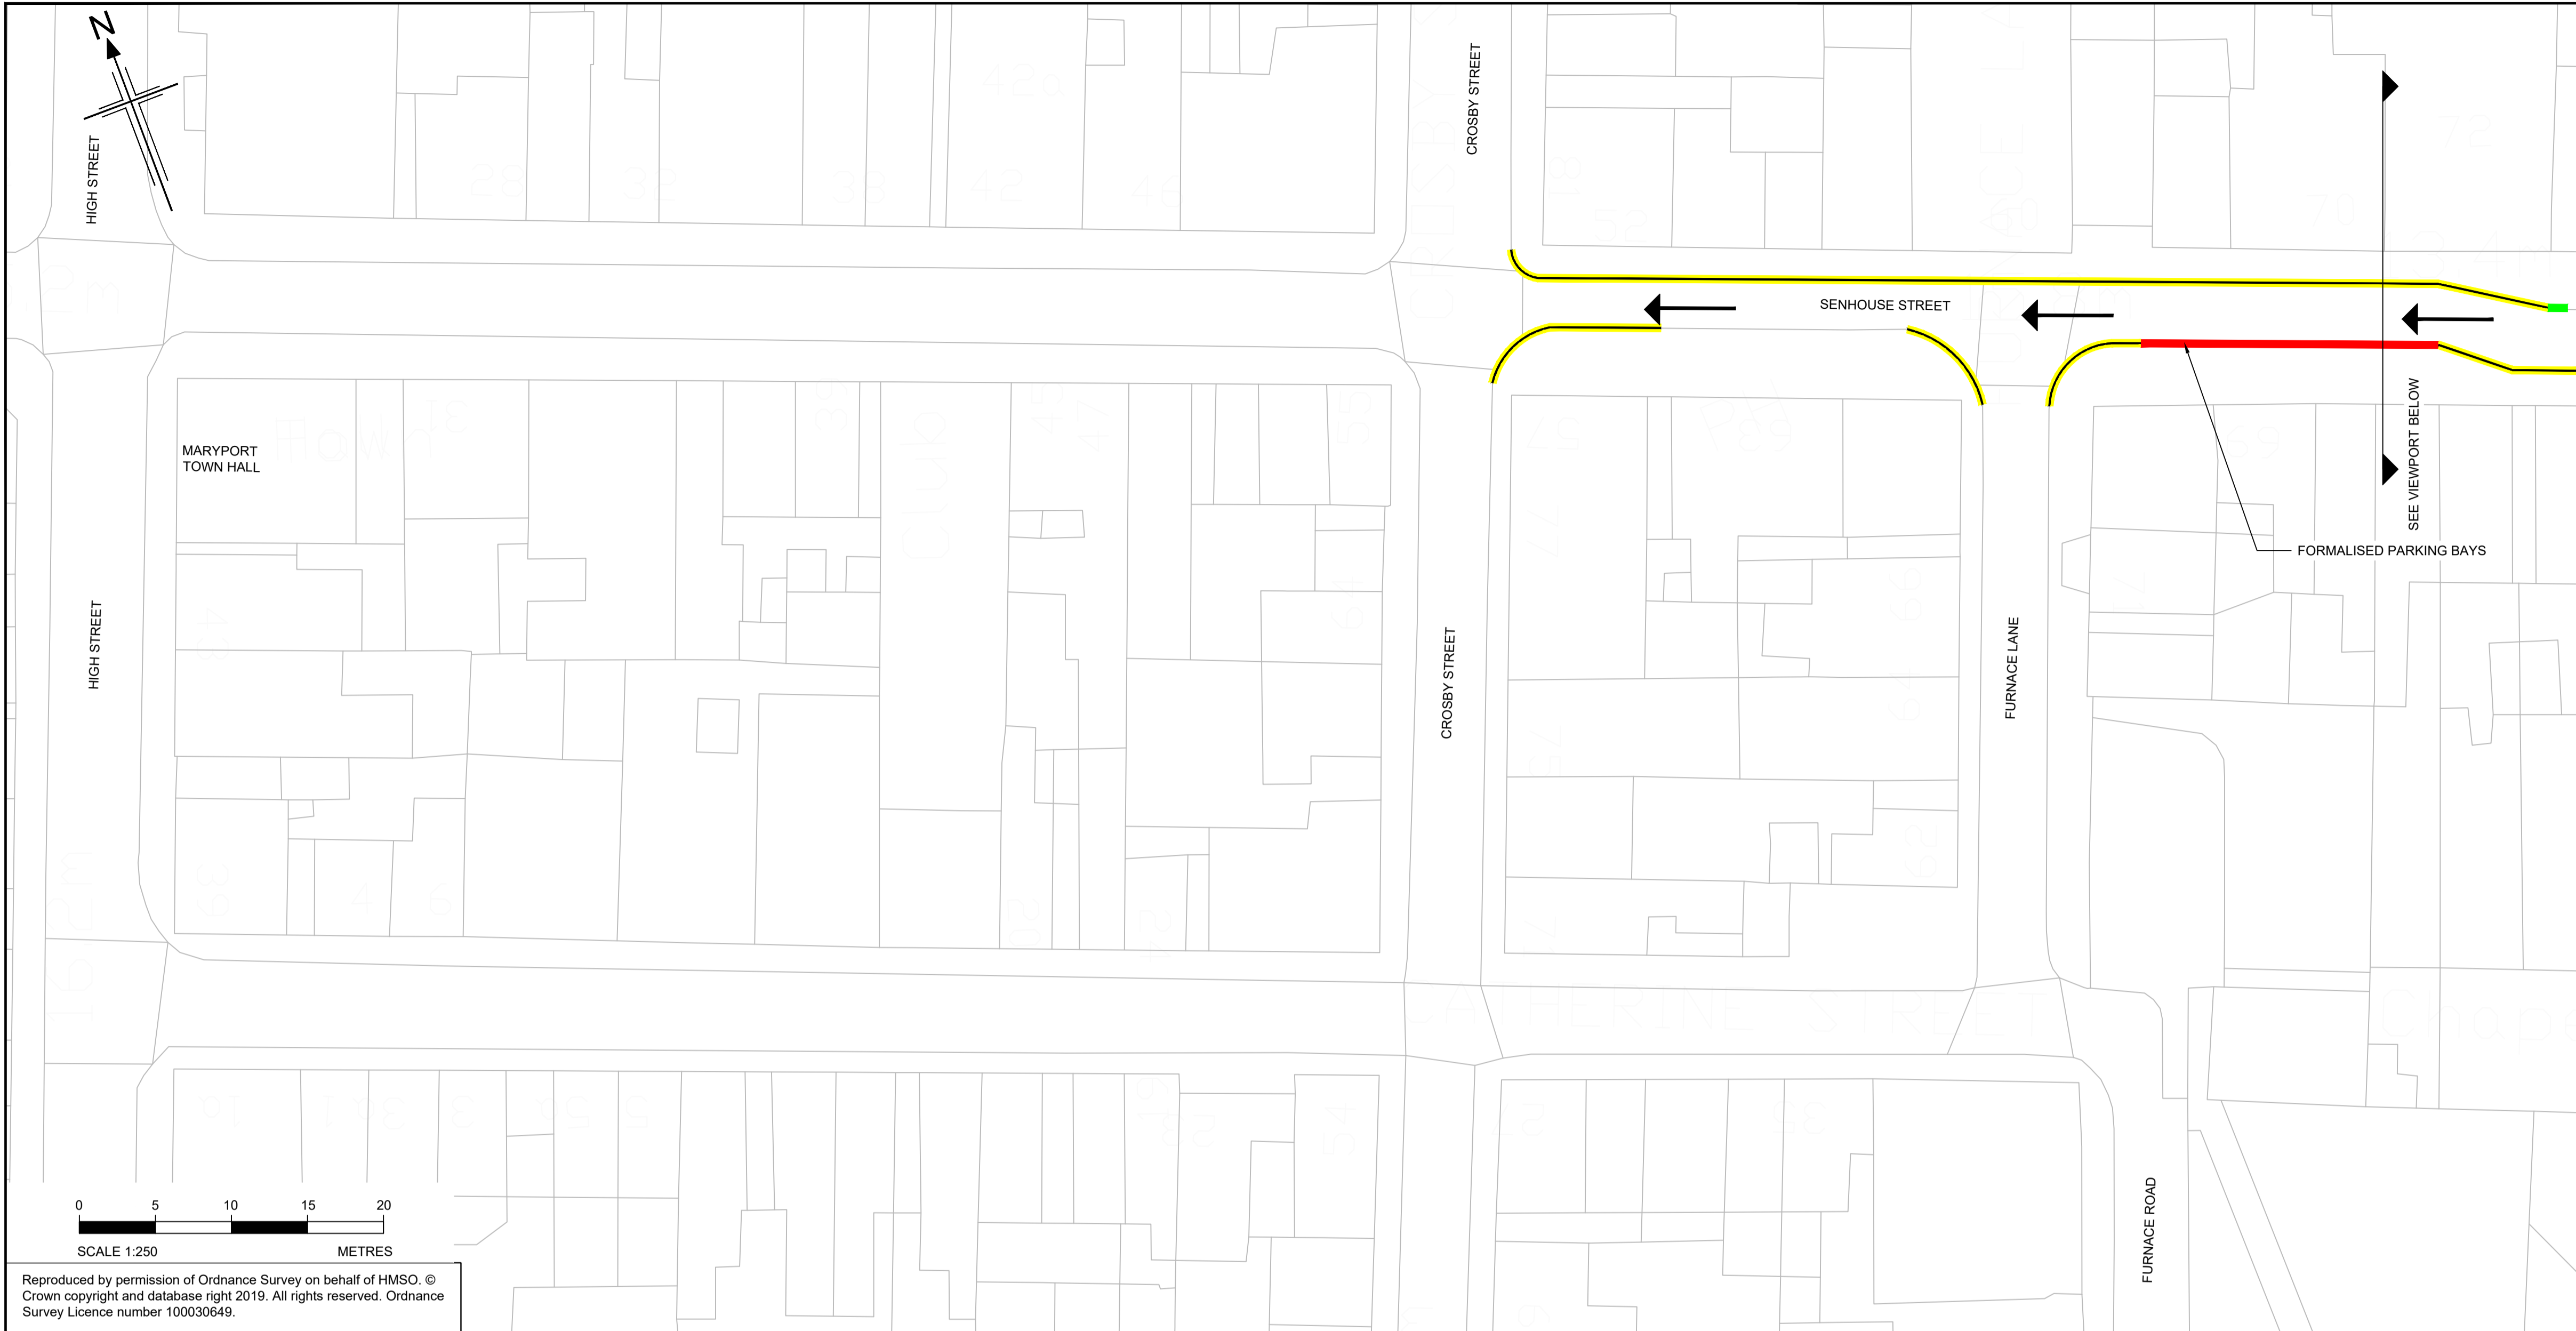 N
HIGH STREET
CROSBY STREET
SENHOUSE STREET
MARYPORT
TOWN HALL
SEE VIEWPORT BELOW
FORMALISED PARKING BAYS
HIGH STREET
CROSBY STREET
FURNACE LANE
FURNACE ROAD
0 5 10 15 20
SCALE 1:250 METRES
Reproduced by permission of Ordnance Survey on behalf of HMSO. ©
Crown copyright and database right 2019. All rights reserved. Ordnance
Survey Licence number 100030649.